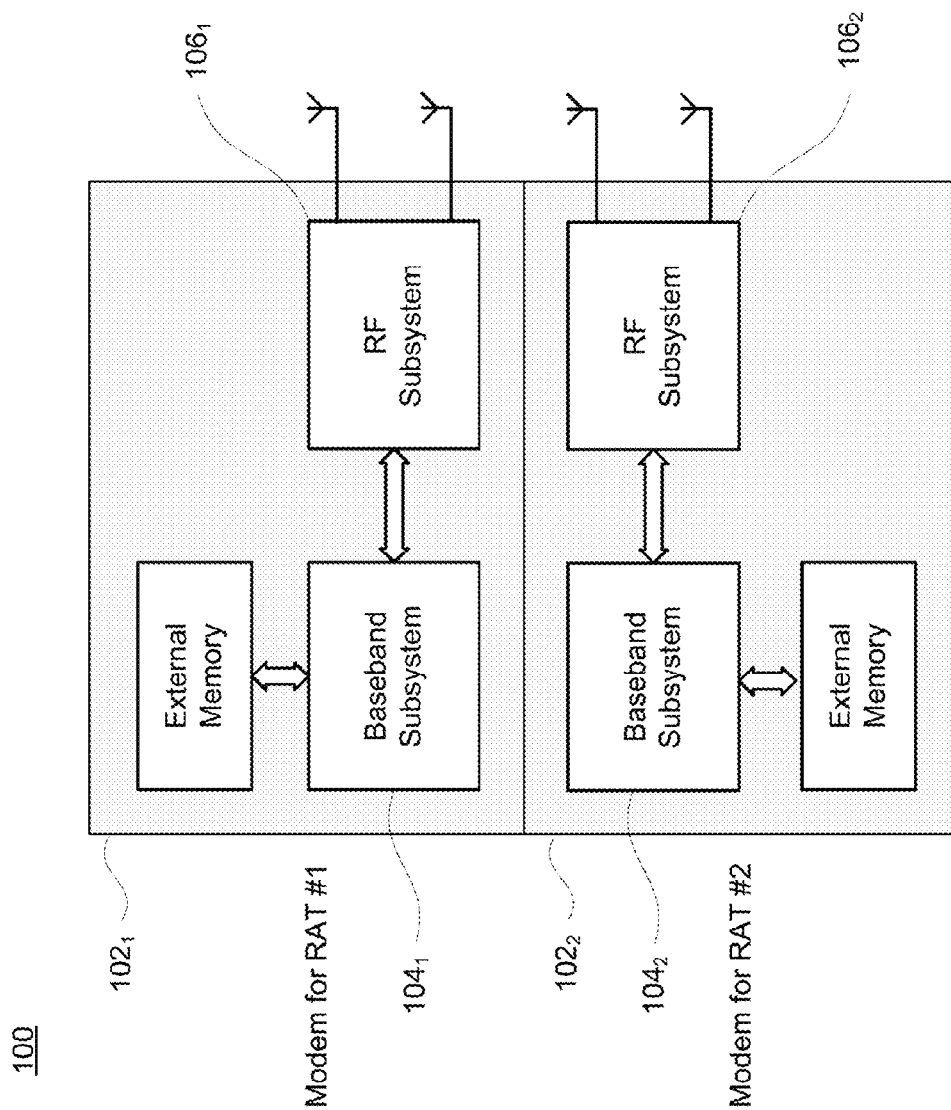 100
102₁
Modem for RAT #1
104₁
External
Memory
Baseband
Subsystem
RF
Subsystem
106₁
102₂
Modem for RAT #2
104₂
Baseband
Subsystem
External
Memory
RF
Subsystem
106₂